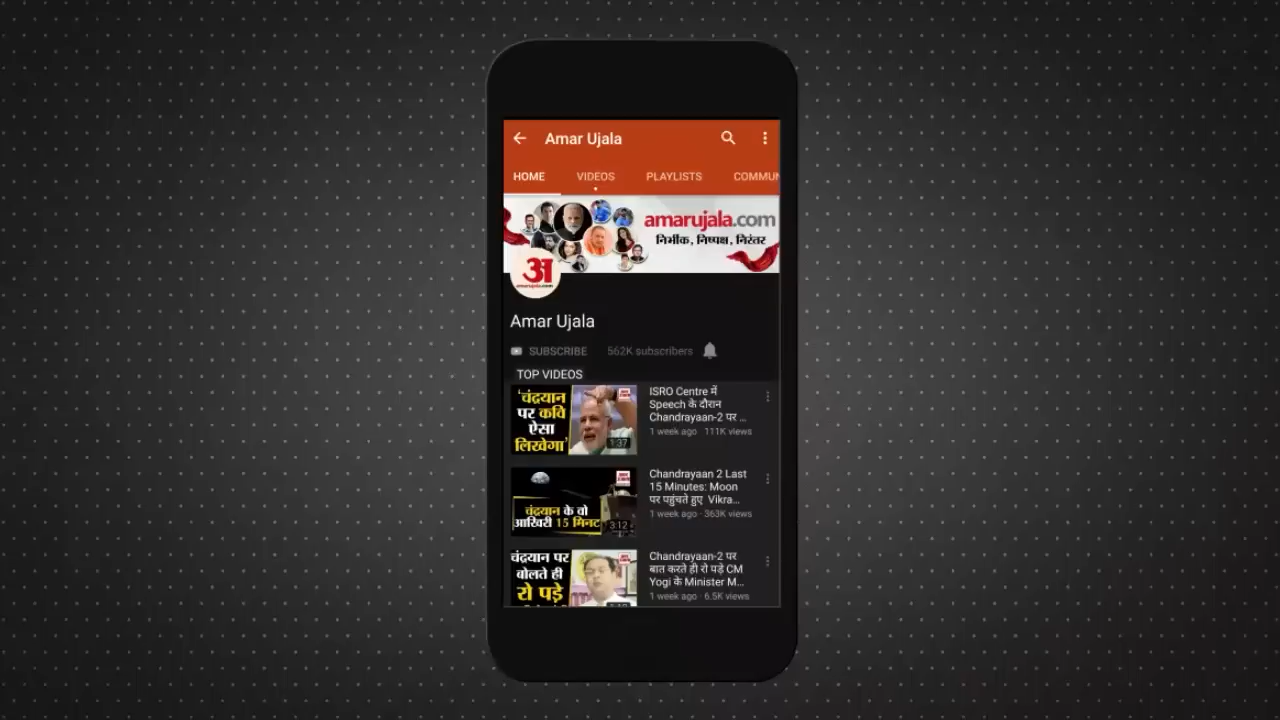 Amar Ujala
HOME VIDEOS PLAYLISTS COMMUN
amarujala.com
निर्भीक, निष्पक्ष, निरंतर
अ
amarujala.com
Amar Ujala
SUBSCRIBE 562K subscribers
TOP VIDEOS
'चंद्रयान
पर कवि
ऐसा
लिखेगा'
1:37
ISRO Centre में
Speech के दौरान
Chandrayaan-2 पर ...
1 week ago · 111K views
चंद्रयान के वो
आखिरी 15 मिनट
3:12
Chandrayaan 2 Last
15 Minutes: Moon
पर पहुंचते हुए Vikra...
1 week ago · 363K views
चंद्रयान पर
बोलते ही
रो पड़े
Chandrayaan-2 पर
बात करते ही रो पड़े CM
Yogi के Minister M...
1 week ago · 6.5K views